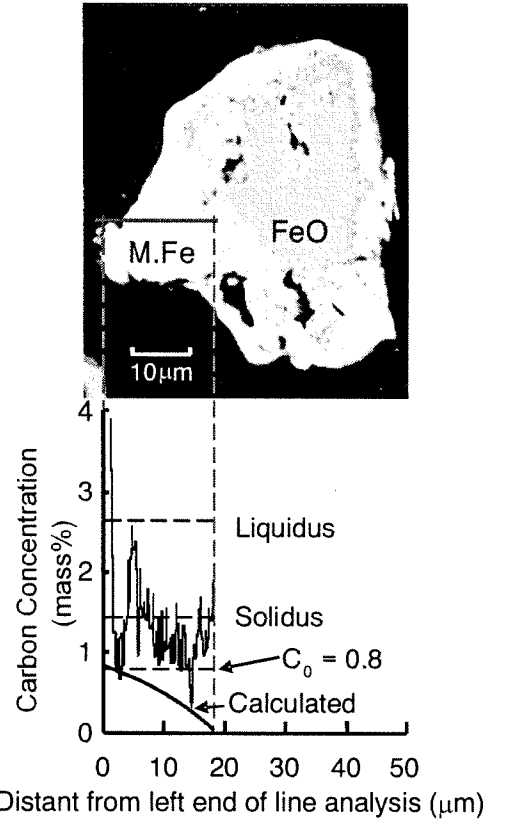 FeO
M.Fe
10μm
4
3
2
1
0
Carbon Concentration
(mass%)
Liquidus
Solidus
C₀ = 0.8
Calculated
0 10 20 30 40 50
Distant from left end of line analysis (μm)